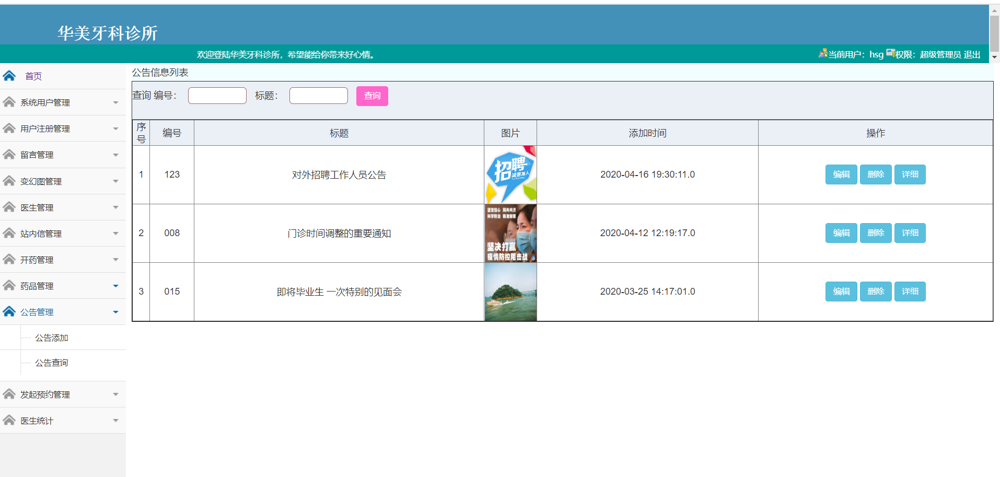 华美牙科诊所
欢迎登陆华美牙科诊所，希望能给你带来好心情。
当前用户：hsg 权限：超级管理员 退出
首页
系统用户管理
用户注册管理
留言管理
变幻图管理
医生管理
站内信管理
开药管理
药品管理
公告管理
公告添加
公告查询
发起预约管理
医生统计
公告信息列表
查询 编号： 标题： 查询
序号 编号 标题 图片 添加时间 操作
1 123 对外招聘工作人员公告 2020-04-16 19:30:11.0 编辑 删除 详细
招聘
诚邀加入
2 008 门诊时间调整的重要通知 2020-04-12 12:19:17.0 编辑 删除 详细
坚定信心 同舟共济
科学防治 精准施策
坚决打赢
疫情防控阻击战
3 015 即将毕业生 一次特别的见面会 2020-03-25 14:17:01.0 编辑 删除 详细